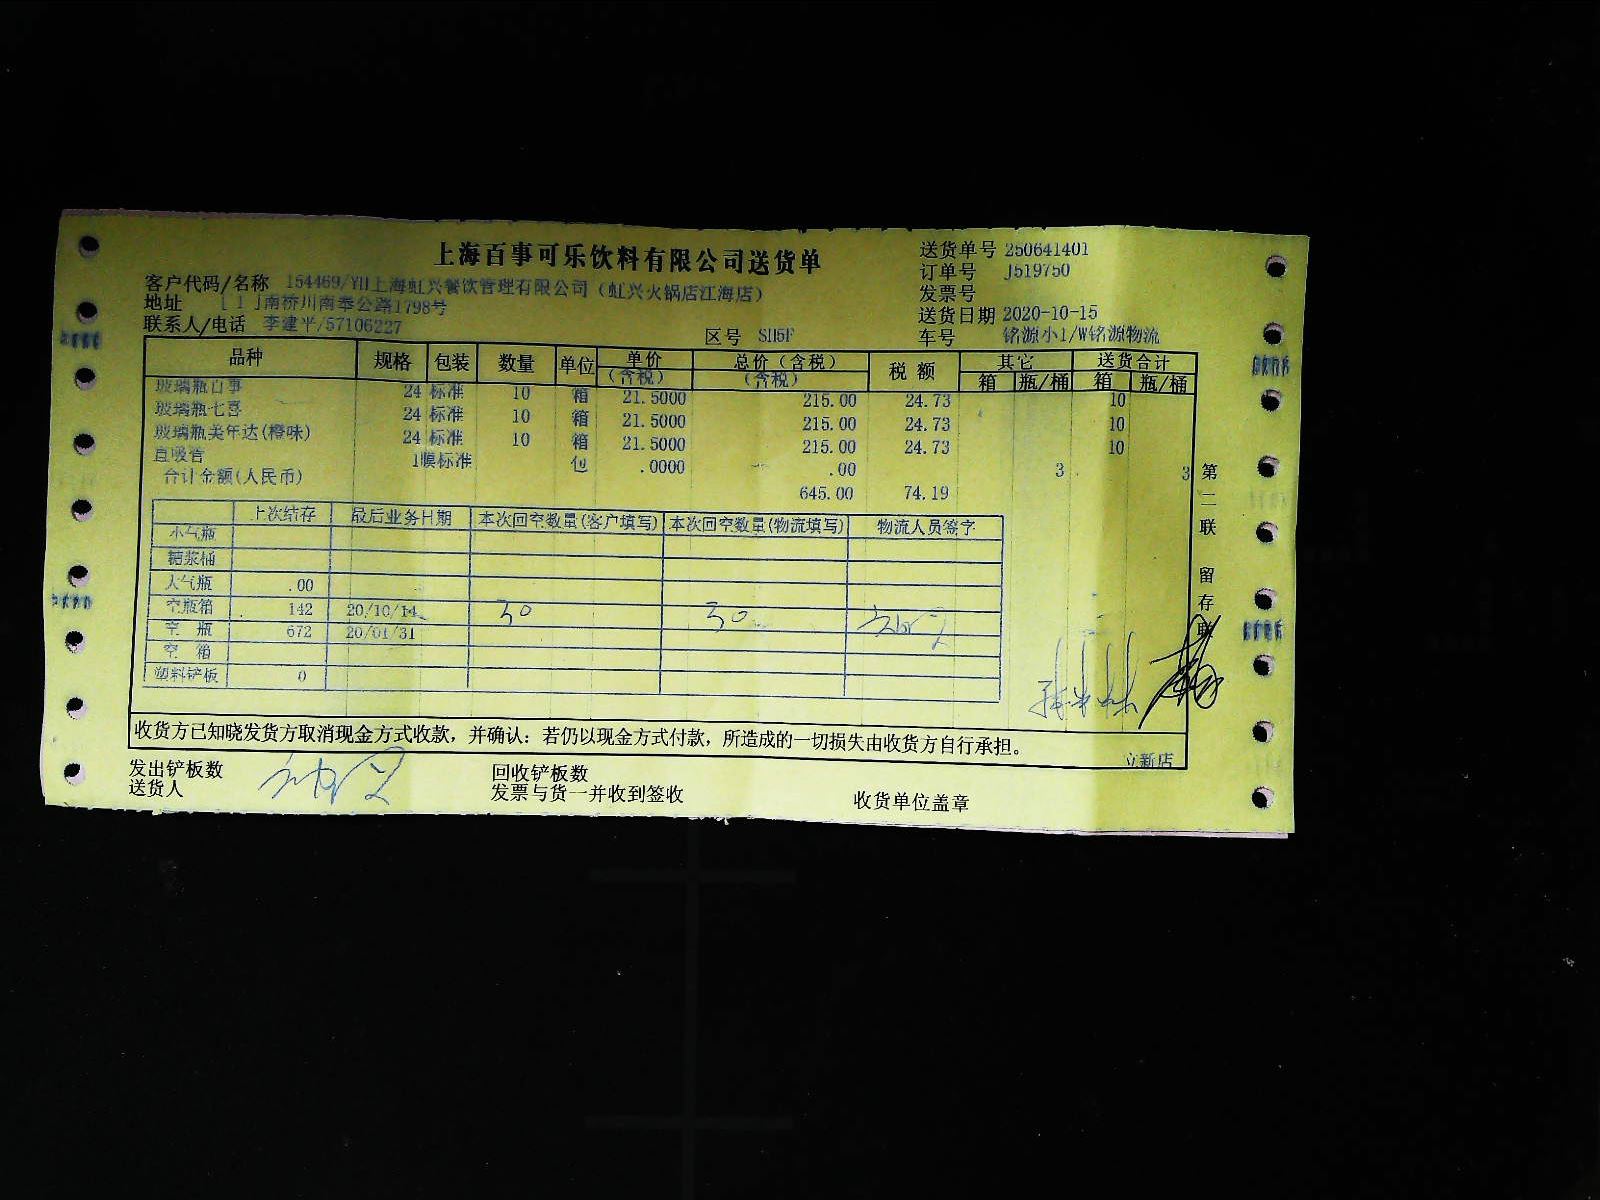 上海百事可乐饮料有限公司送货单
送货单号 250641401
订单号 J519750
发票号
送货日期 2020-10-15
车号 铭源小1/W铭源物流
客户代码/名称 154469/YH上海虹兴餐饮管理有限公司（虹兴火锅店江海店）
地址 南桥川南奉公路1798号
联系人/电话 李建平/57106227
区号 SH5F
品种 规格 包装 数量 单位 单价(含税) 总价（含税）(含税) 税额 其它 送货合计
箱 瓶/桶 箱 瓶/桶
玻璃瓶百事 24 标准 10 箱 21.5000 215.00 24.73 10
玻璃瓶七喜 24 标准 10 箱 21.5000 215.00 24.73 10
玻璃瓶美年达(橙味) 24 标准 10 箱 21.5000 215.00 24.73 10
直吸管 1膜标准 包 .0000 .00 3 3
合计金额(人民币) 645.00 74.19
上次结存 最后业务日期 本次回空数量(客户填写) 本次回空数量(物流填写) 物流人员签字
小气瓶
糖浆桶
大气瓶 .00
空瓶箱 142 20/10/14 30 30
空 瓶 672 20/01/31
空 箱
塑料铲板 0
第二联 留存联
收货方已知晓发货方取消现金方式收款，并确认：若仍以现金方式付款，所造成的一切损失由收货方自行承担。
立新店
发出铲板数 回收铲板数
送货人 发票与货一并收到签收 收货单位盖章